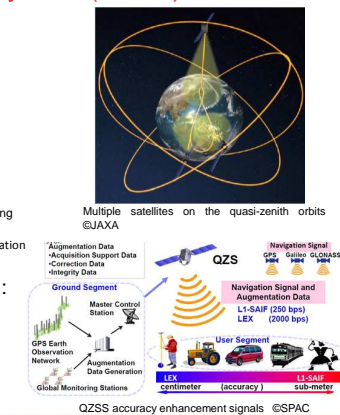 ing
Multiple satellites on the quasi-zenith orbits
©JAXA
ation
:
Augmentation Data
•Acquisition Support Data
•Correction Data
•Integrity Data
QZS
Navigation Signal
GPS Galileo GLONASS
Ground Segment
Master Control
Station
GPS Earth
Observation
Network
Augmentation
Data Generation
Global Monitoring Stations
Navigation Signal and
Augmentation Data
L1-SAIF (250 bps)
LEX (2000 bps)
User Segment
LEX L1-SAIF
centimeter (accuracy) sub-meter
QZSS accuracy enhancement signals ©SPAC